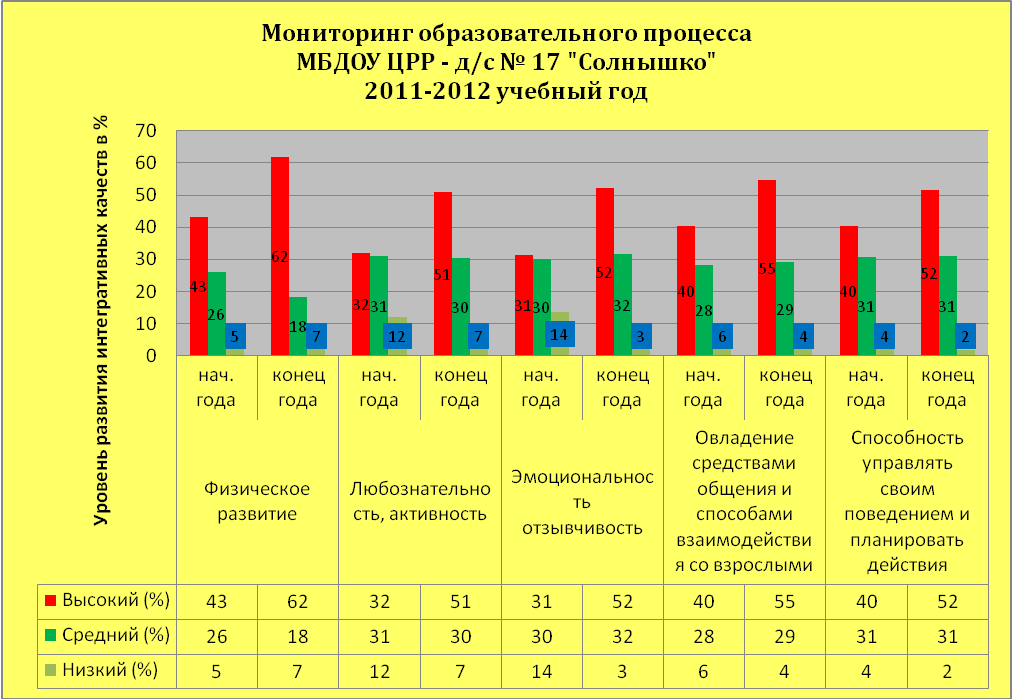 Мониторинг образовательного процесса
МБДОУ ЦРР - д/с № 17 "Солнышко"
2011-2012 учебный год
Уровень развития интегративных качеств в %
70
60
50
40
30
20
10
0
43 26 5 62 18 7 32 31 12 51 30 7 31 30 14 52 32 3 40 28 6 55 29 4 40 31 4 52 31 2
нач. года
конец года
нач. года
конец года
нач. года
конец года
нач. года
конец года
нач. года
конец года
Физическое
развитие
Любознательно
сть, активность
Эмоциональнос
ть
отзывчивость
Овладение
средствами
общения и
способами
взаимодействи
я со взрослыми
Способность
управлять
своим
поведением и
планировать
действия
Высокий (%) 43 62 32 51 31 52 40 55 40 52
Средний (%) 26 18 31 30 30 32 28 29 31 31
Низкий (%) 5 7 12 7 14 3 6 4 4 2